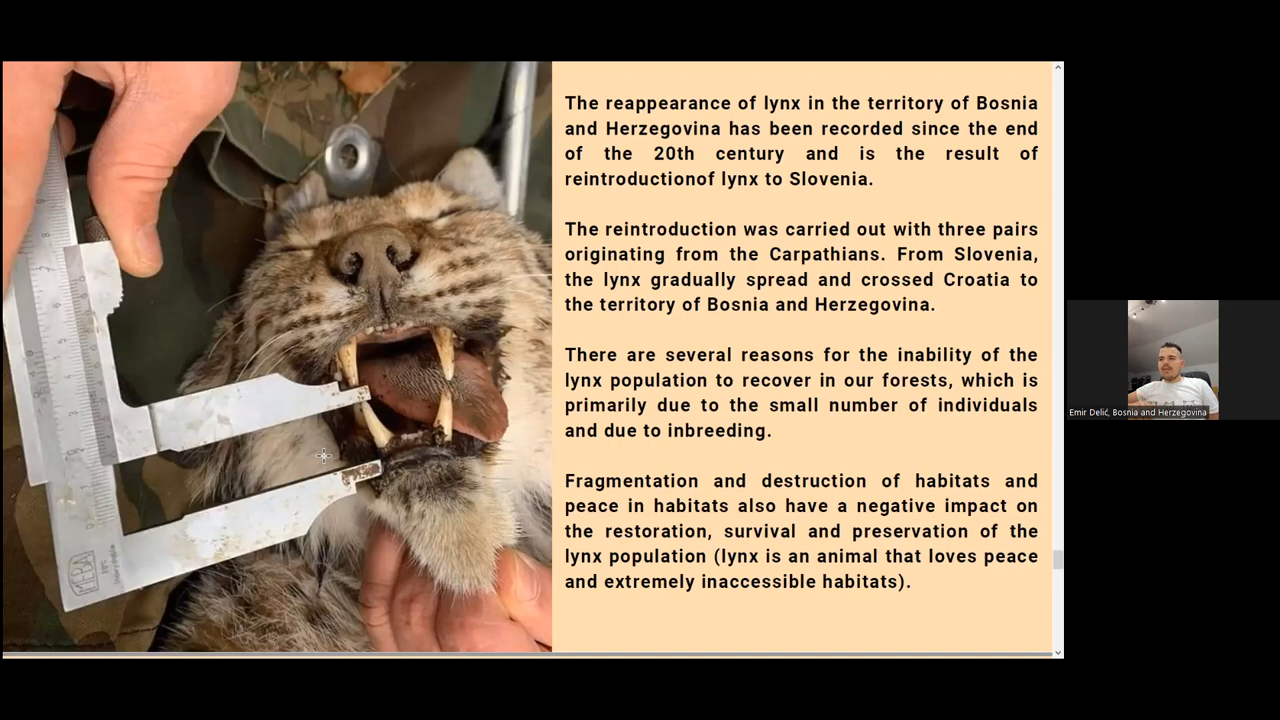 The reappearance of lynx in the territory of Bosnia
and Herzegovina has been recorded since the end
of the 20th century and is the result of
reintroductionof lynx to Slovenia.
The reintroduction was carried out with three pairs
originating from the Carpathians. From Slovenia,
the lynx gradually spread and crossed Croatia to
the territory of Bosnia and Herzegovina.
There are several reasons for the inability of the
lynx population to recover in our forests, which is
primarily due to the small number of individuals
and due to inbreeding.
Fragmentation and destruction of habitats and
peace in habitats also have a negative impact on
the restoration, survival and preservation of the
lynx population (lynx is an animal that loves peace
and extremely inaccessible habitats).
Emir Delić, Bosnia and Herzegovina
MEBA